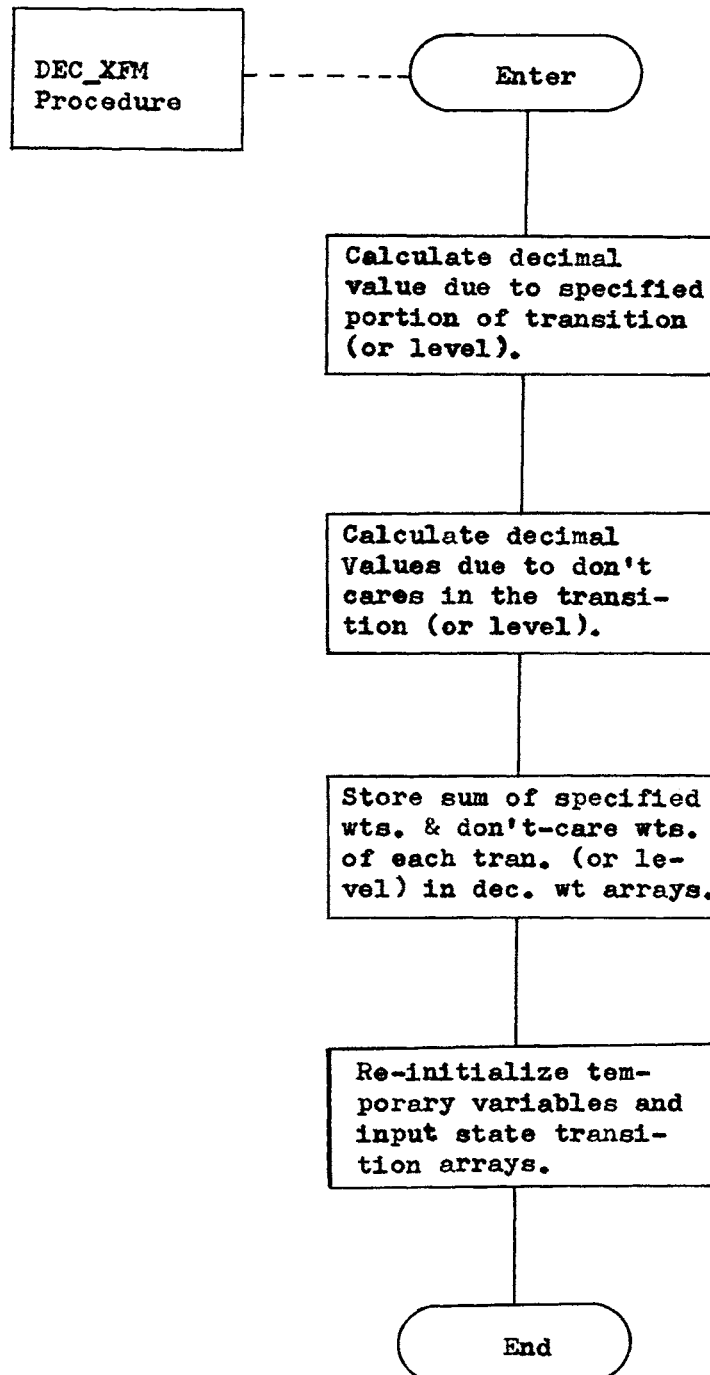 DEC_XFM
Procedure
Enter
Calculate decimal
value due to specified
portion of transition
(or level).
Calculate decimal
Values due to don't
cares in the transi-
tion (or level).
Store sum of specified
wts. & don't-care wts.
of each tran. (or le-
vel) in dec. wt arrays.
Re-initialize tem-
porary variables and
input state transi-
tion arrays.
End